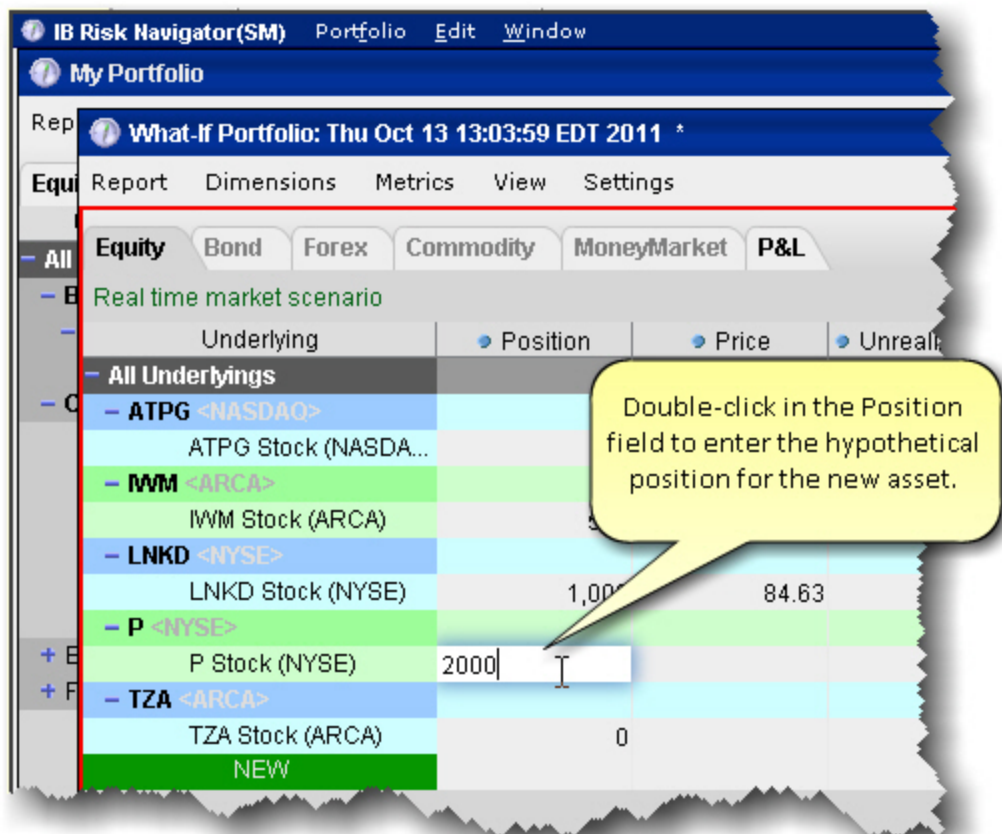 IB Risk Navigator(SM) Portfolio Edit Window
My Portfolio
What-If Portfolio: Thu Oct 13 13:03:59 EDT 2011 *
Report Dimensions Metrics View Settings
Equity Bond Forex Commodity MoneyMarket P&L
Real time market scenario
Underlying Position Price
All Underlyings
ATPG <NASDAQ>
ATPG Stock (NASDA...
IWM <ARCA>
IWM Stock (ARCA)
LNKD <NYSE>
LNKD Stock (NYSE) 84.63
P <NYSE>
P Stock (NYSE) 2000
TZA <ARCA>
TZA Stock (ARCA) 0
NEW
Double-click in the Position
field to enter the hypothetical
position for the new asset.